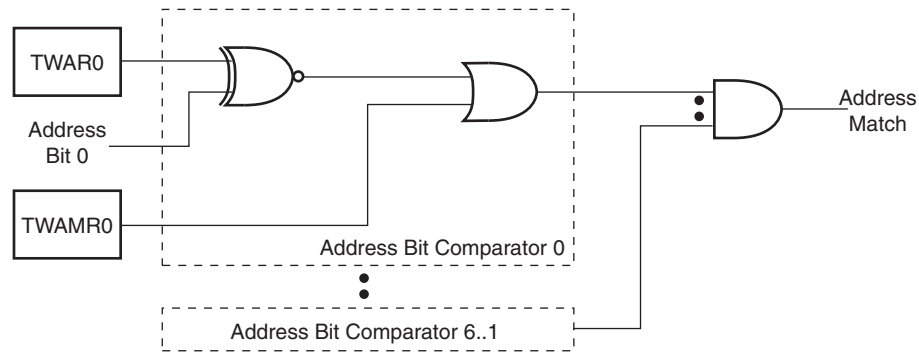 TWAR0
Address
Bit 0
TWAMR0
Address Bit Comparator 0
Address Bit Comparator 6..1
Address
Match